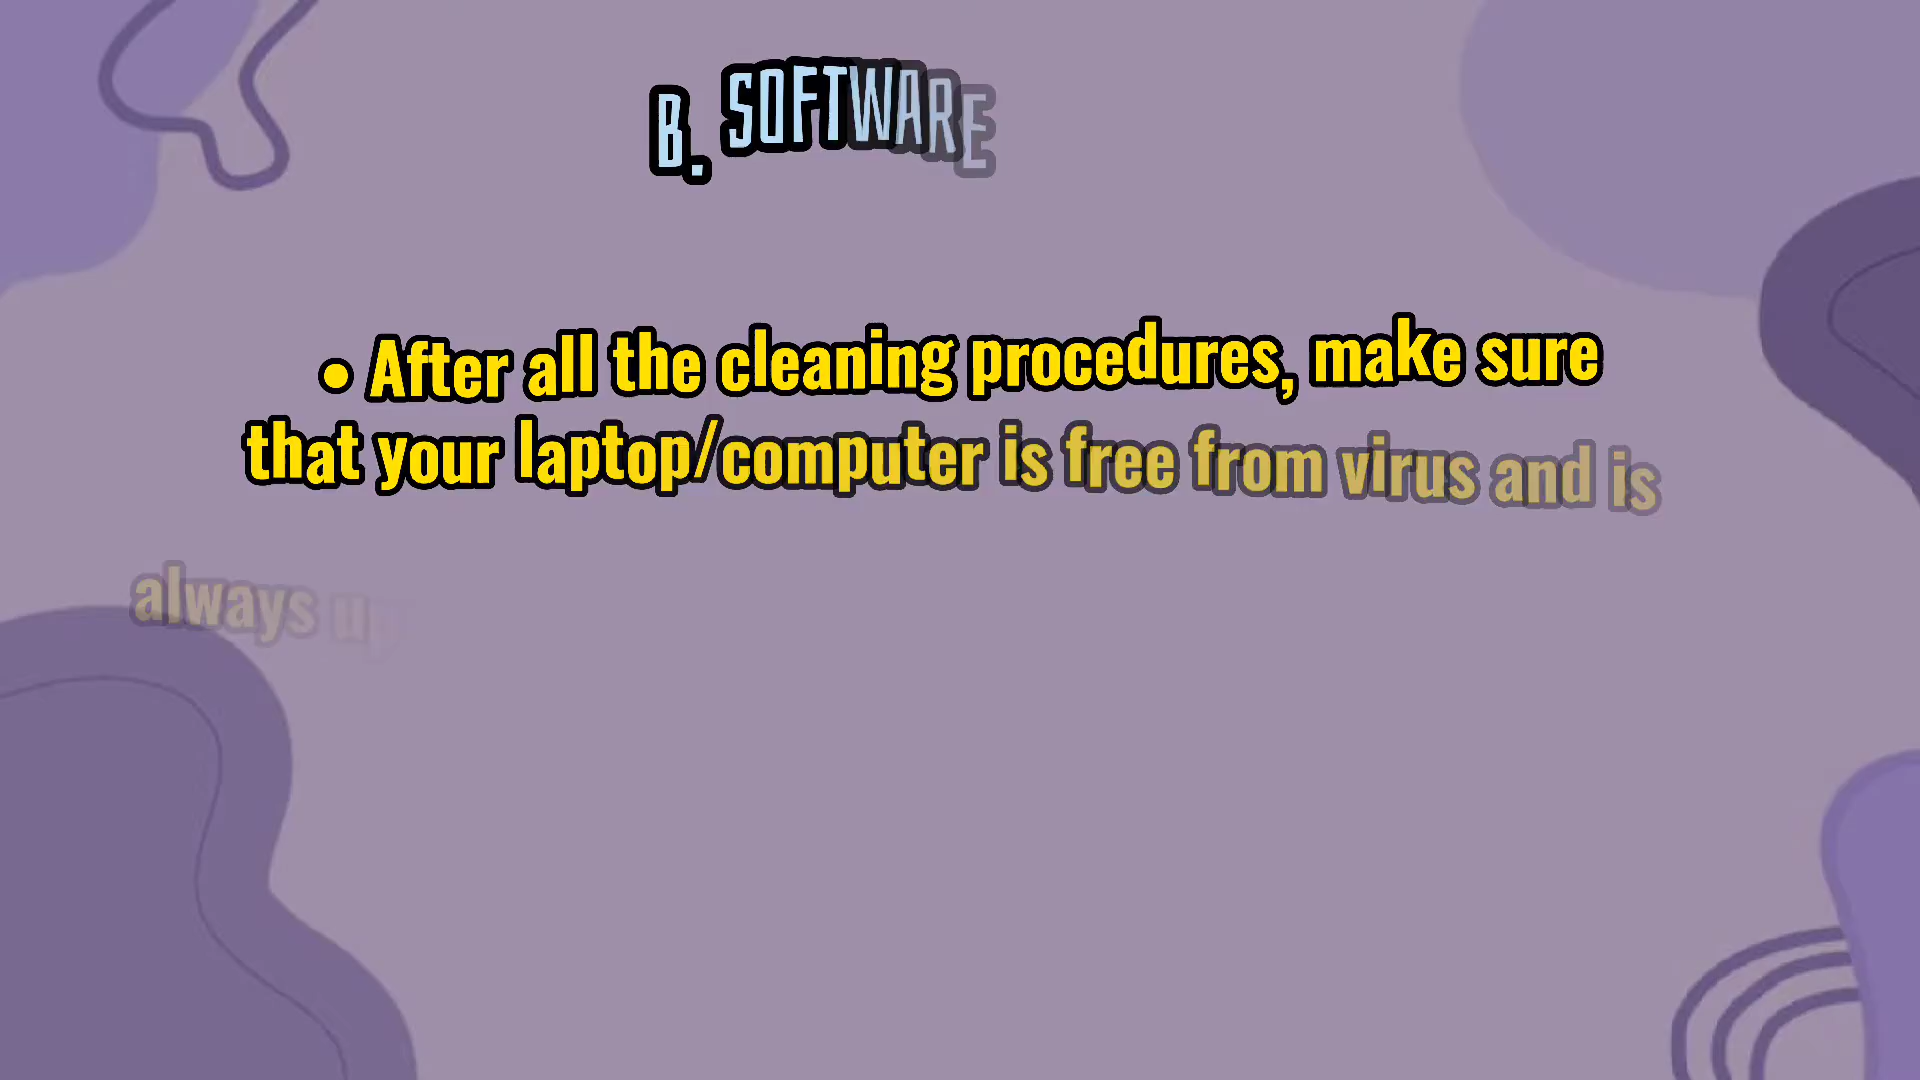 B. SOFTWARE
• After all the cleaning procedures, make sure
that your laptop/computer is free from virus and is
always up